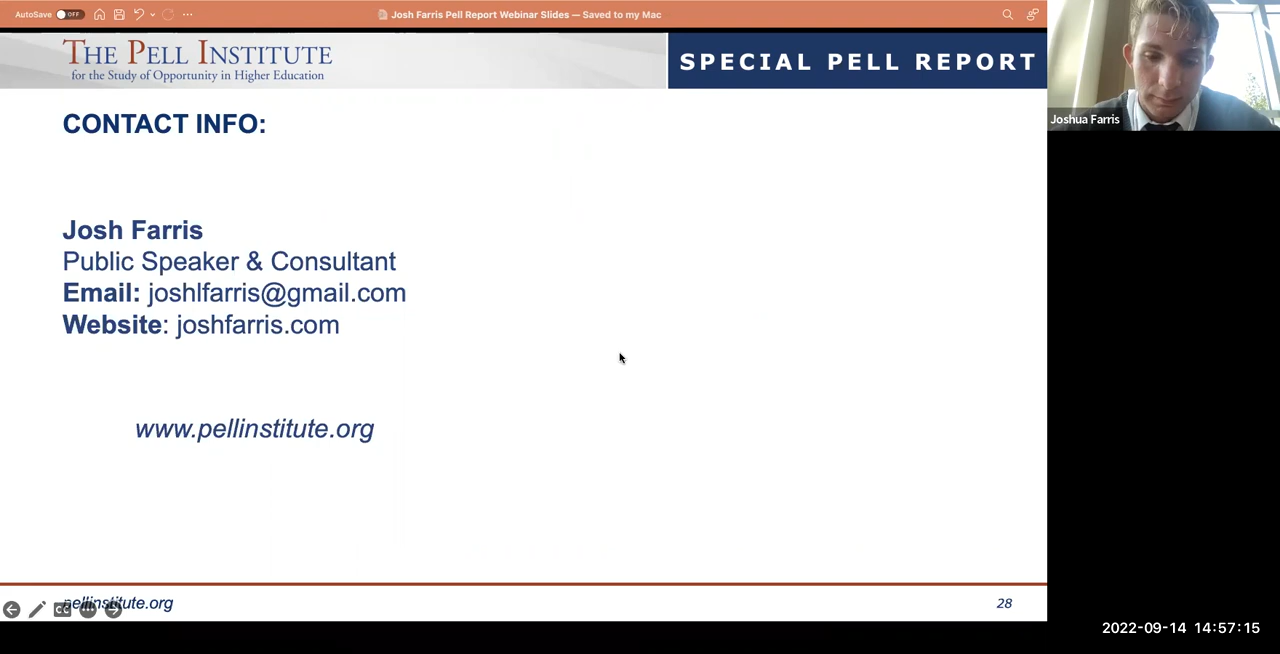 AutoSave OFF
Josh Farris Pell Report Webinar Slides — Saved to my Mac
THE PELL INSTITUTE
for the Study of Opportunity in Higher Education
SPECIAL PELL REPORT
Joshua Farris
CONTACT INFO:
Josh Farris
Public Speaker & Consultant
Email: joshlfarris@gmail.com
Website: joshfarris.com
www.pellinstitute.org
pellinstitute.org
CC
28
2022-09-14 14:57:15